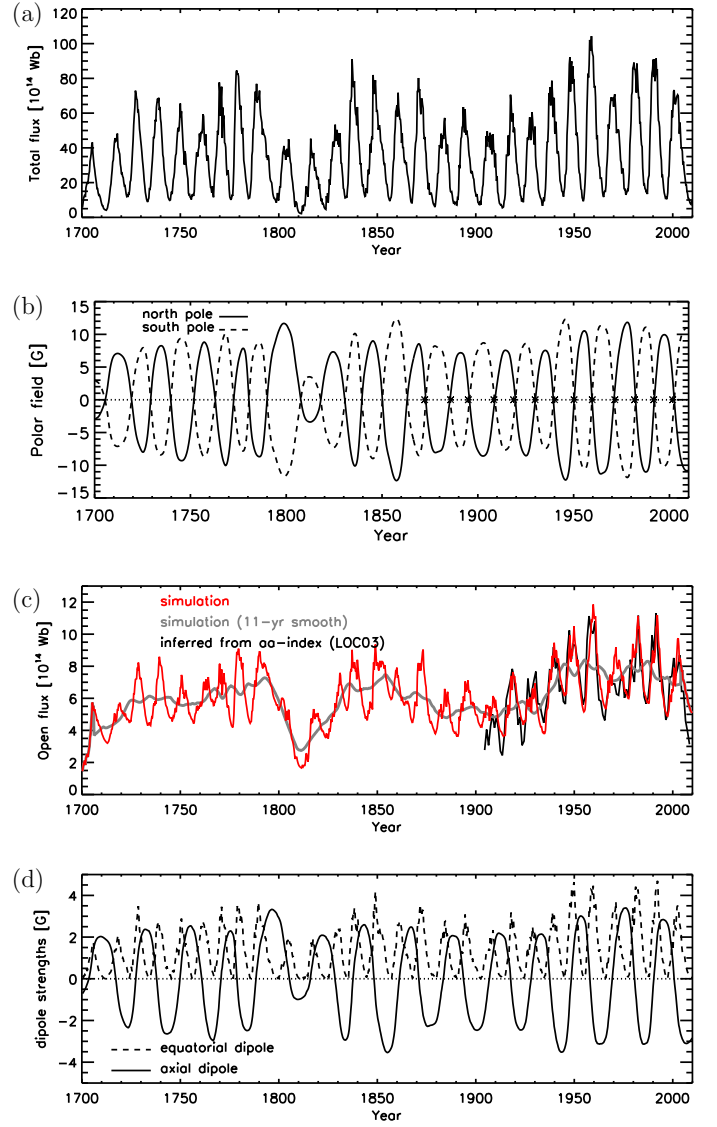 (a)
Total flux [10¹⁴ Wb]
120
100
80
60
40
20
0
1700 1750 1800 1850 1900 1950 2000
Year
(b)
Polar field [G]
north pole
south pole
15
10
5
0
−5
−10
−15
1700 1750 1800 1850 1900 1950 2000
Year
(c)
Open flux [10¹⁴ Wb]
simulation
simulation (11-yr smooth)
inferred from aa-index (LOC03)
12
10
8
6
4
2
0
1700 1750 1800 1850 1900 1950 2000
Year
(d)
dipole strengths [G]
4
2
0
−2
−4
equatorial dipole
axial dipole
1700 1750 1800 1850 1900 1950 2000
Year